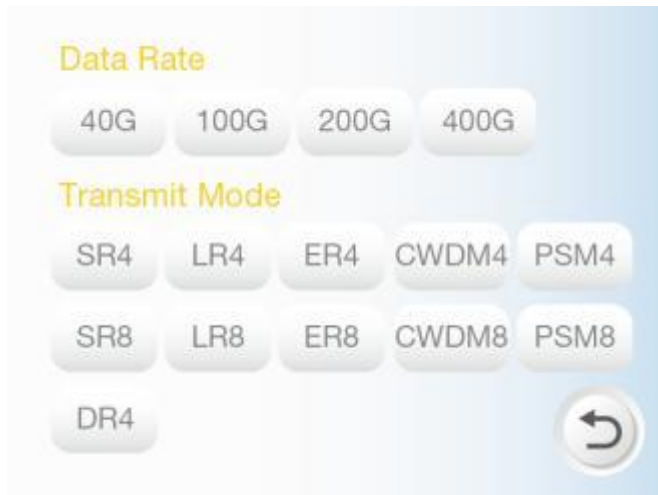 Data Rate
40G 100G 200G 400G
Transmit Mode
SR4 LR4 ER4 CWDM4 PSM4
SR8 LR8 ER8 CWDM8 PSM8
DR4